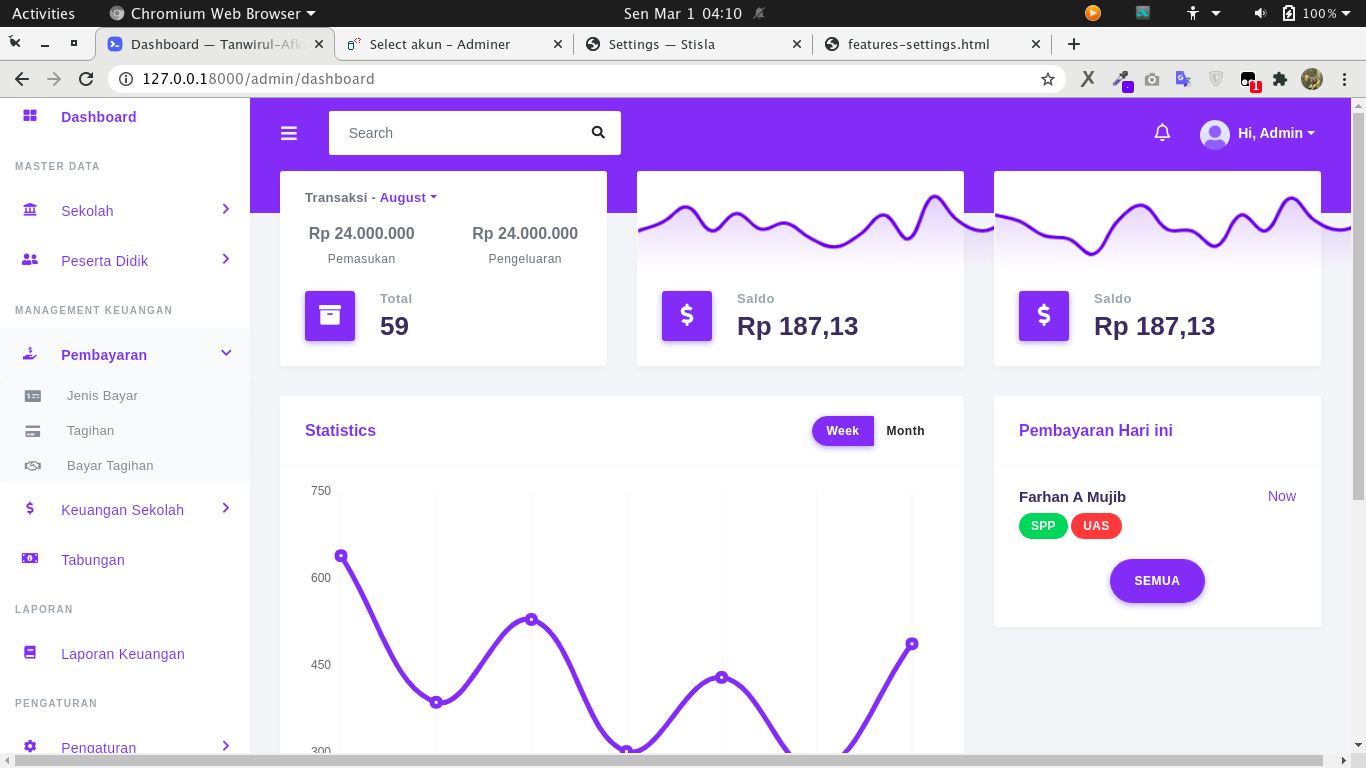 Activities
Chromium Web Browser
Sen Mar 1 04:10
100%
Dashboard — Tanwirul-Afk
Select akun - Adminer
Settings — Stisla
features-settings.html
127.0.0.1:8000/admin/dashboard
1
Dashboard
MASTER DATA
Sekolah
Peserta Didik
MANAGEMENT KEUANGAN
Pembayaran
Jenis Bayar
Tagihan
Bayar Tagihan
Keuangan Sekolah
Tabungan
LAPORAN
Laporan Keuangan
PENGATURAN
Pengaturan
Search
Hi, Admin
Transaksi - August
Rp 24.000.000
Pemasukan
Rp 24.000.000
Pengeluaran
Total
59
Saldo
Rp 187,13
Saldo
Rp 187,13
Statistics
Week
Month
750
600
450
300
Pembayaran Hari ini
Farhan A Mujib
Now
SPP
UAS
SEMUA